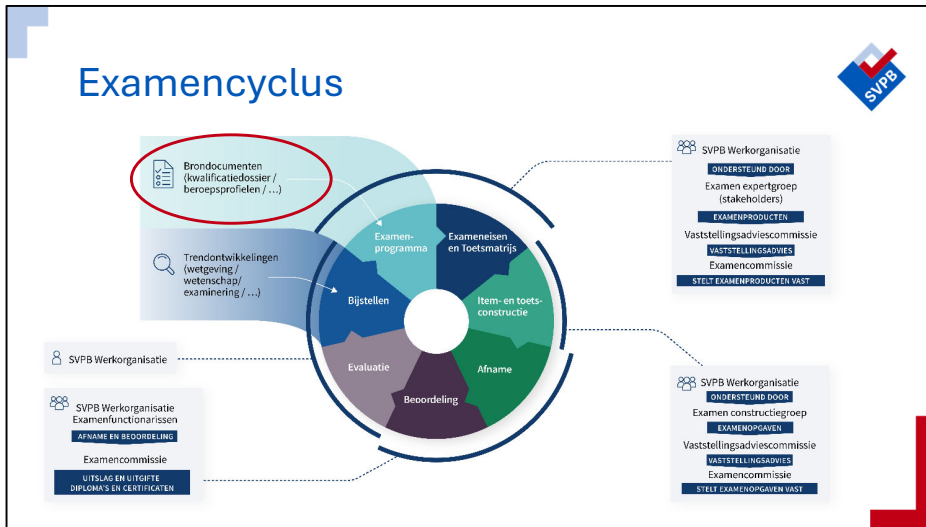 Examencyclus
SVPB
Brondocumenten
(kwalificatiedossier /
beroepsprofielen / ...)
Trendontwikkelingen
(wetgeving /
wetenschap/
examinering / ...)
Examen-
programma
Exameneisen
en Toetsmatrijs
Bijstellen
Item- en toets-
constructie
Evaluatie
Afname
Beoordeling
SVPB Werkorganisatie
ONDERSTEUND DOOR
Examen expertgroep
(stakeholders)
EXAMENPRODUCTEN
Vaststellingsadviescommissie
VASTSTELLINGSADVIES
Examencommissie
STELT EXAMENPRODUCTEN VAST
SVPB Werkorganisatie
SVPB Werkorganisatie
Examenfunctionarissen
AFNAME EN BEOORDELING
Examencommissie
UITSLAG EN UITGIFTE
DIPLOMA'S EN CERTIFICATEN
SVPB Werkorganisatie
ONDERSTEUND DOOR
Examen constructiegroep
EXAMENOPGAVEN
Vaststellingsadviescommissie
VASTSTELLINGSADVIES
Examencommissie
STELT EXAMENOPGAVEN VAST